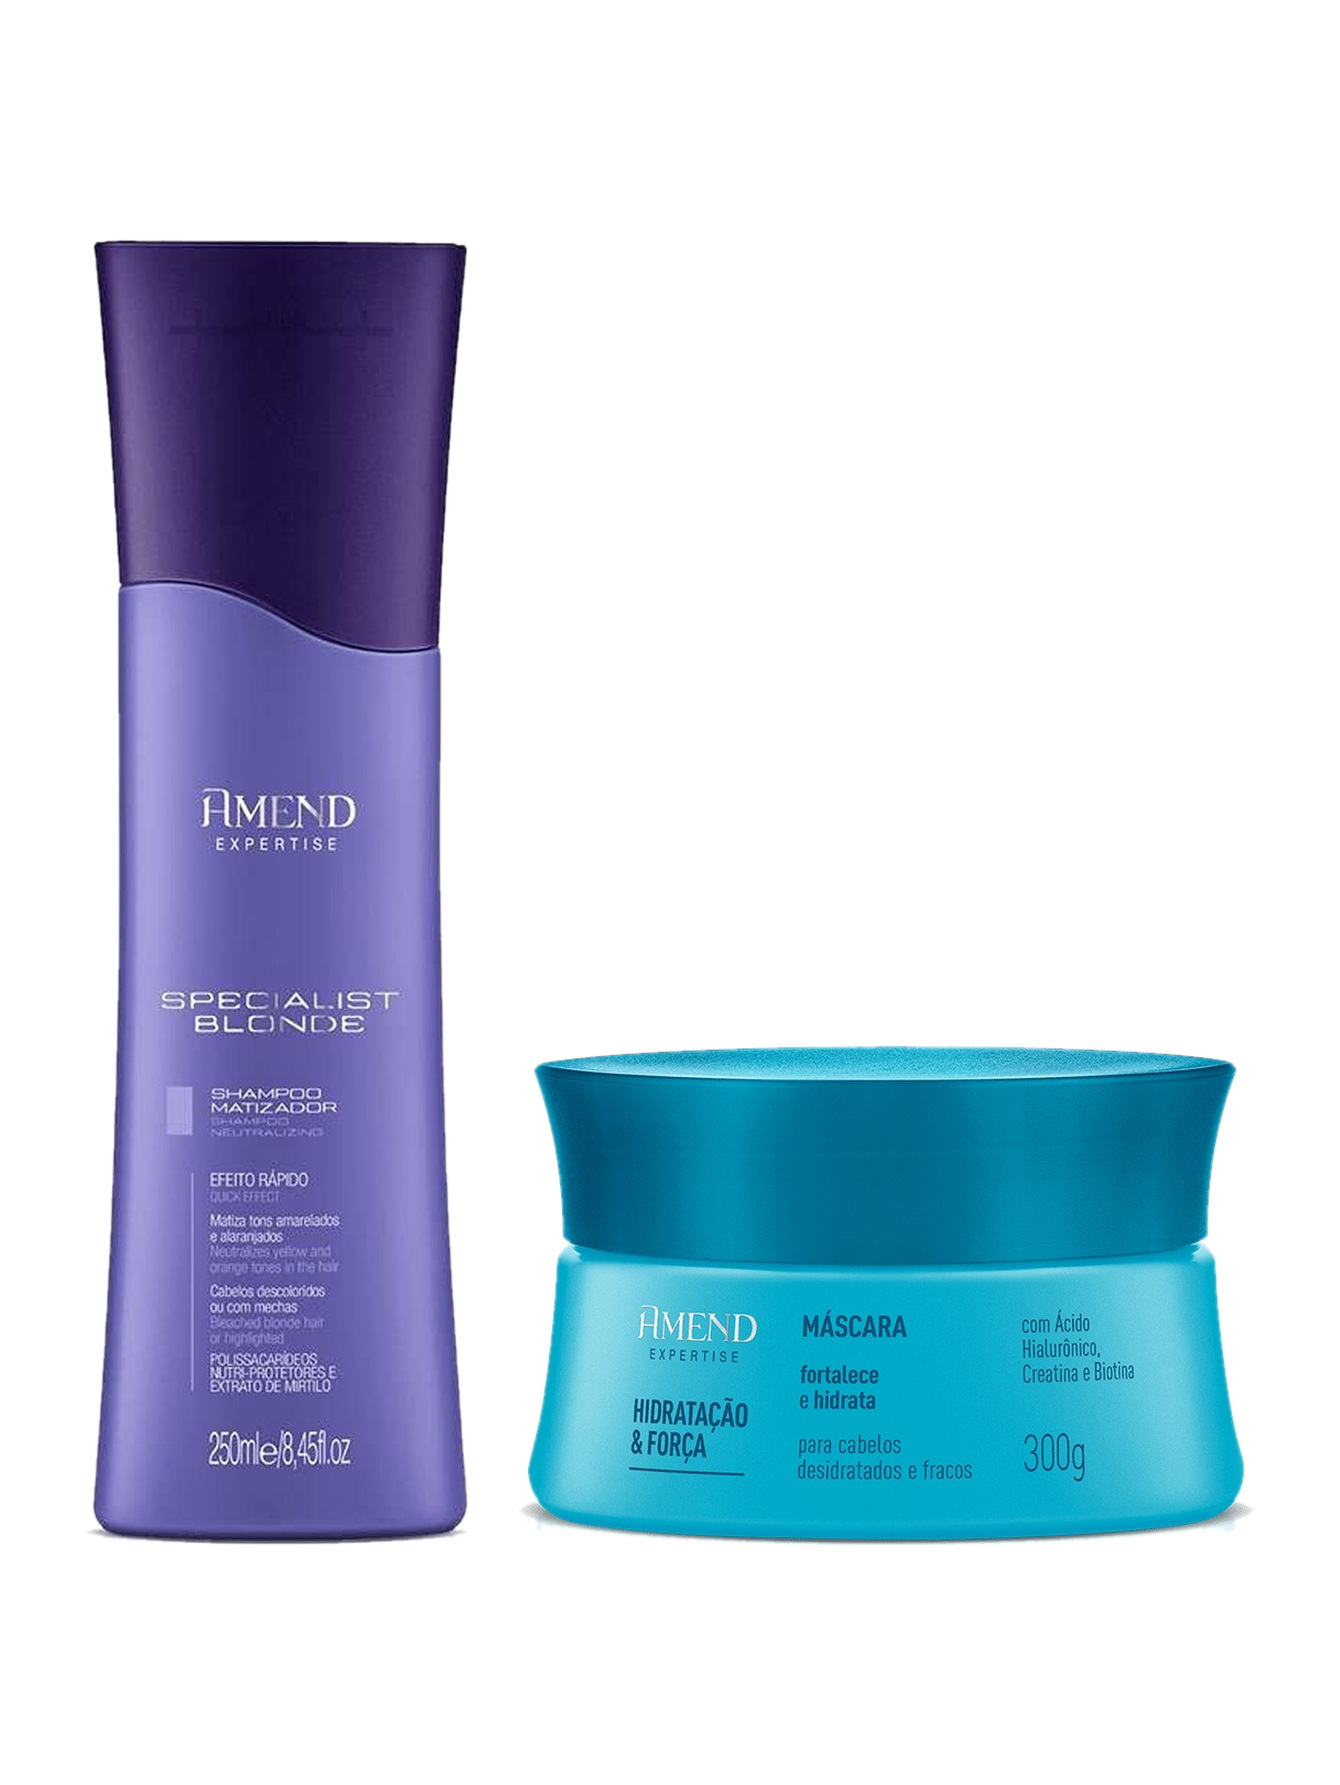 AMEND
EXPERTISE
SPECIALIST
BLONDE
SHAMPOO
MATIZADOR
SHAMPOO
NEUTRALIZING
EFEITO RÁPIDO
QUICK EFFECT
Matiza tons amarelados
e alaranjados
Neutralizes yellow and
orange tones in the hair
Cabelos descoloridos
ou com mechas
Bleached blonde hair
or highlighted
POLISSACARÍDEOS
NUTRI-PROTETORES E
EXTRATO DE MIRTILO
250ml℮/8,45fl.oz
AMEND
EXPERTISE
HIDRATAÇÃO
& FORÇA
MÁSCARA
fortalece
e hidrata
para cabelos
desidratados e fracos
com Ácido
Hialurônico,
Creatina e Biotina
300g